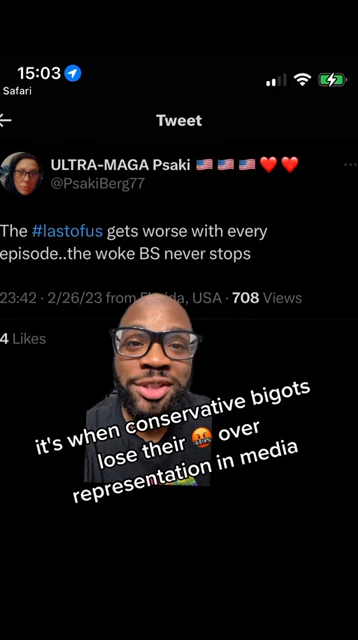 15:03
Safari
Tweet
ULTRA-MAGA Psaki 🇺🇸 🇺🇸 🇺🇸 ❤️ ❤️
@PsakiBerg77
The #lastofus gets worse with every
episode..the woke BS never stops
23:42 · 2/26/23 from Florida, USA · 708 Views
4 Likes
it's when conservative bigots
lose their 🤬 over
representation in media